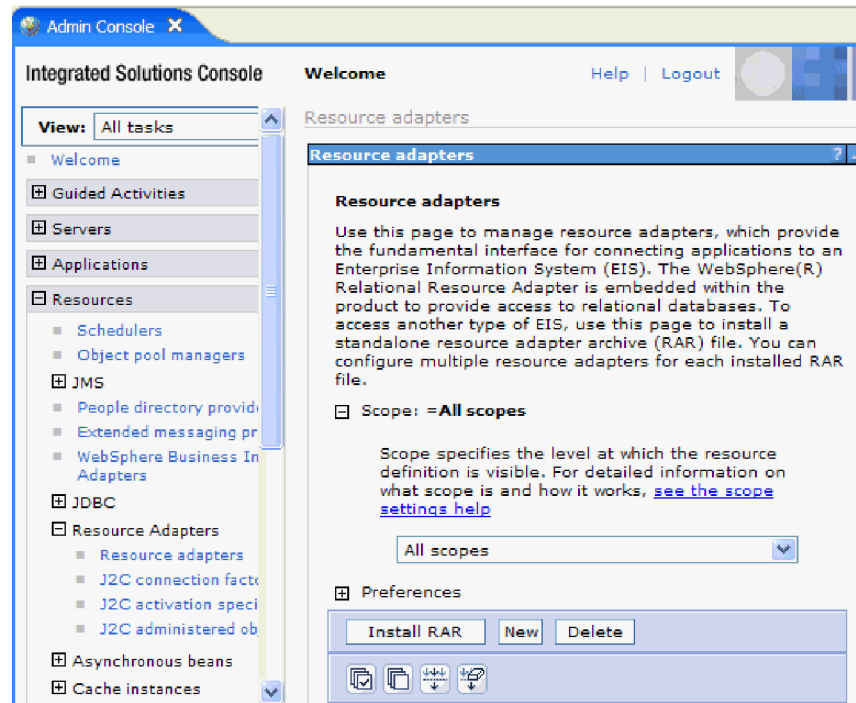 Admin Console
Integrated Solutions Console
Welcome
Help | Logout
View: All tasks
Welcome
Guided Activities
Servers
Applications
Resources
Schedulers
Object pool managers
JMS
People directory provid
Extended messaging pr
WebSphere Business In
Adapters
JDBC
Resource Adapters
Resource adapters
J2C connection facto
J2C activation speci
J2C administered ob
Asynchronous beans
Cache instances
Resource adapters
Resource adapters ?
Resource adapters
Use this page to manage resource adapters, which provide
the fundamental interface for connecting applications to an
Enterprise Information System (EIS). The WebSphere(R)
Relational Resource Adapter is embedded within the
product to provide access to relational databases. To
access another type of EIS, use this page to install a
standalone resource adapter archive (RAR) file. You can
configure multiple resource adapters for each installed RAR
file.
Scope: =All scopes
Scope specifies the level at which the resource
definition is visible. For detailed information on
what scope is and how it works, see the scope
settings help
All scopes
Preferences
Install RAR
New
Delete